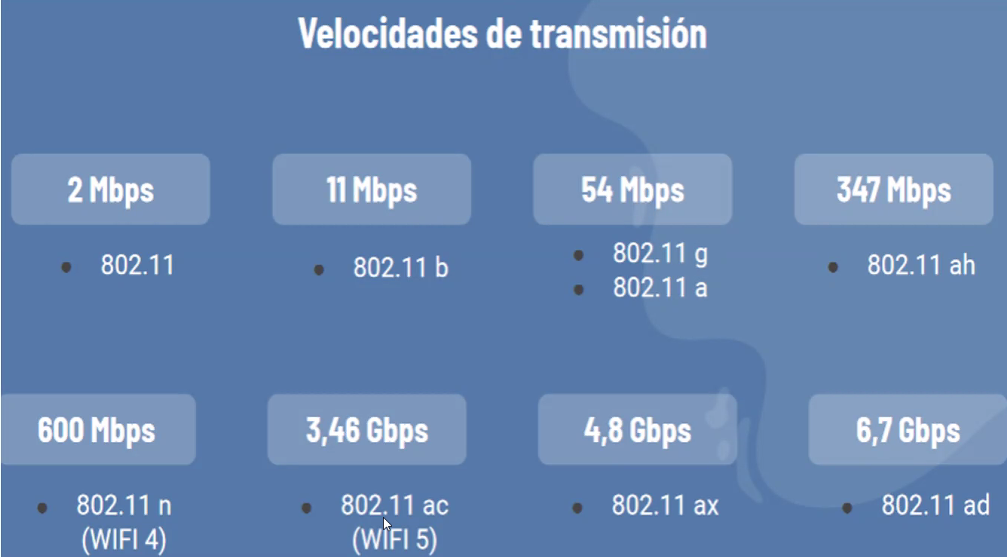 Velocidades de transmisión
2 Mbps
802.11
11 Mbps
802.11 b
54 Mbps
802.11 g
802.11 a
347 Mbps
802.11 ah
600 Mbps
802.11 n
(WIFI 4)
3,46 Gbps
802.11 ac
(WIFI 5)
4,8 Gbps
802.11 ax
6,7 Gbps
802.11 ad